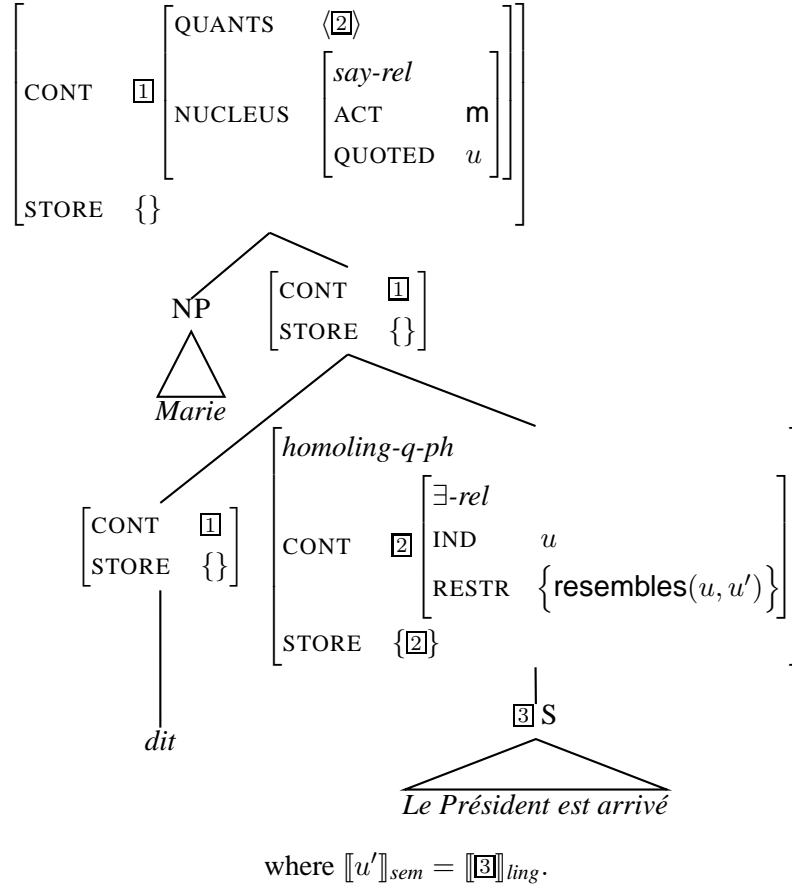 QUANTS ⟨[2]⟩
say-rel
CONT [1] NUCLEUS ACT m
QUOTED u
STORE {}
NP CONT [1]
STORE {}
Marie
homoling-q-ph
∃-rel
CONT [1] CONT [2] IND u
STORE {} RESTR {resembles(u, u′)}
STORE {[2]}
[3] S
dit
Le Président est arrivé
where ⟦u′⟧sem = ⟦[3]⟧ling.